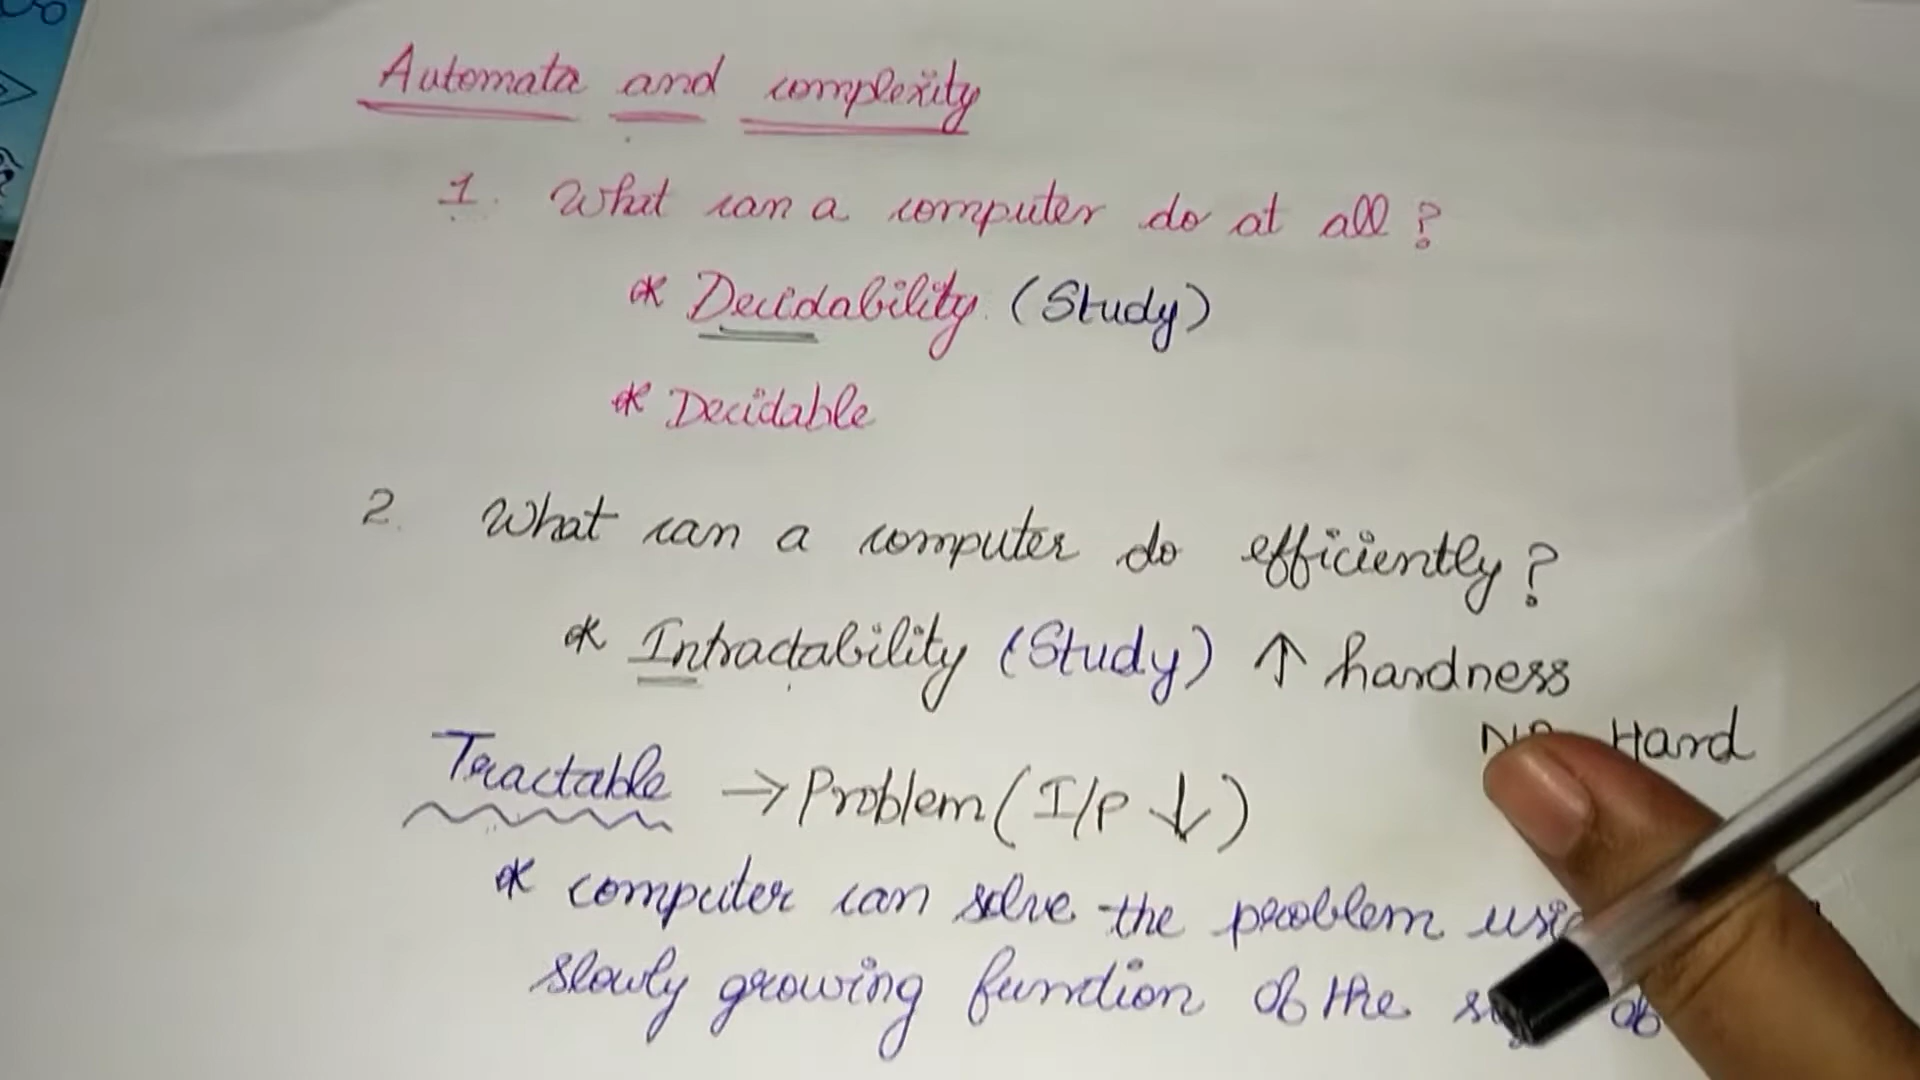 Automata and complexity
1. What can a computer do at all?
* Decidability (Study)
* Decidable
2. What can a computer do efficiently?
* Intractability (Study) ↑ hardness
Hard
Tractable → Problem (I/P ↓)
* computer can solve the problem
slowly growing function of the